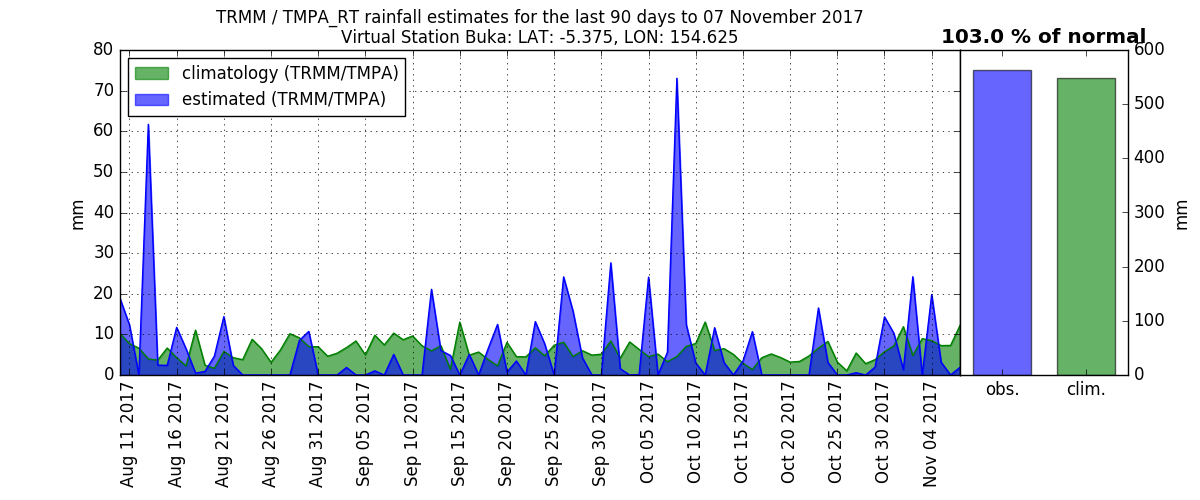 TRMM / TMPA_RT rainfall estimates for the last 90 days to 07 November 2017
Virtual Station Buka: LAT: -5.375, LON: 154.625
103.0 % of normal
climatology (TRMM/TMPA)
estimated (TRMM/TMPA)
mm
80
70
60
50
40
30
20
10
0
Aug 11 2017
Aug 16 2017
Aug 21 2017
Aug 26 2017
Aug 31 2017
Sep 05 2017
Sep 10 2017
Sep 15 2017
Sep 20 2017
Sep 25 2017
Sep 30 2017
Oct 05 2017
Oct 10 2017
Oct 15 2017
Oct 20 2017
Oct 25 2017
Oct 30 2017
Nov 04 2017
obs.
clim.
600
500
400
300
200
100
0
mm